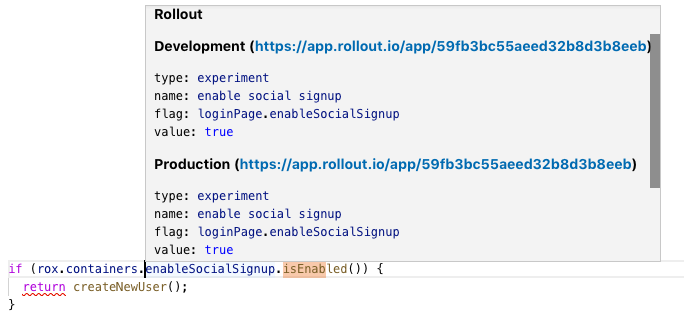 Rollout
Development (https://app.rollout.io/app/59fb3bc55aeed32b8d3b8eeb)
type: experiment
name: enable social signup
flag: loginPage.enableSocialSignup
value: true
Production (https://app.rollout.io/app/59fb3bc55aeed32b8d3b8eeb)
type: experiment
name: enable social signup
flag: loginPage.enableSocialSignup
value: true
if (rox.containers.enableSocialSignup.isEnabled()) {
return createNewUser();
}